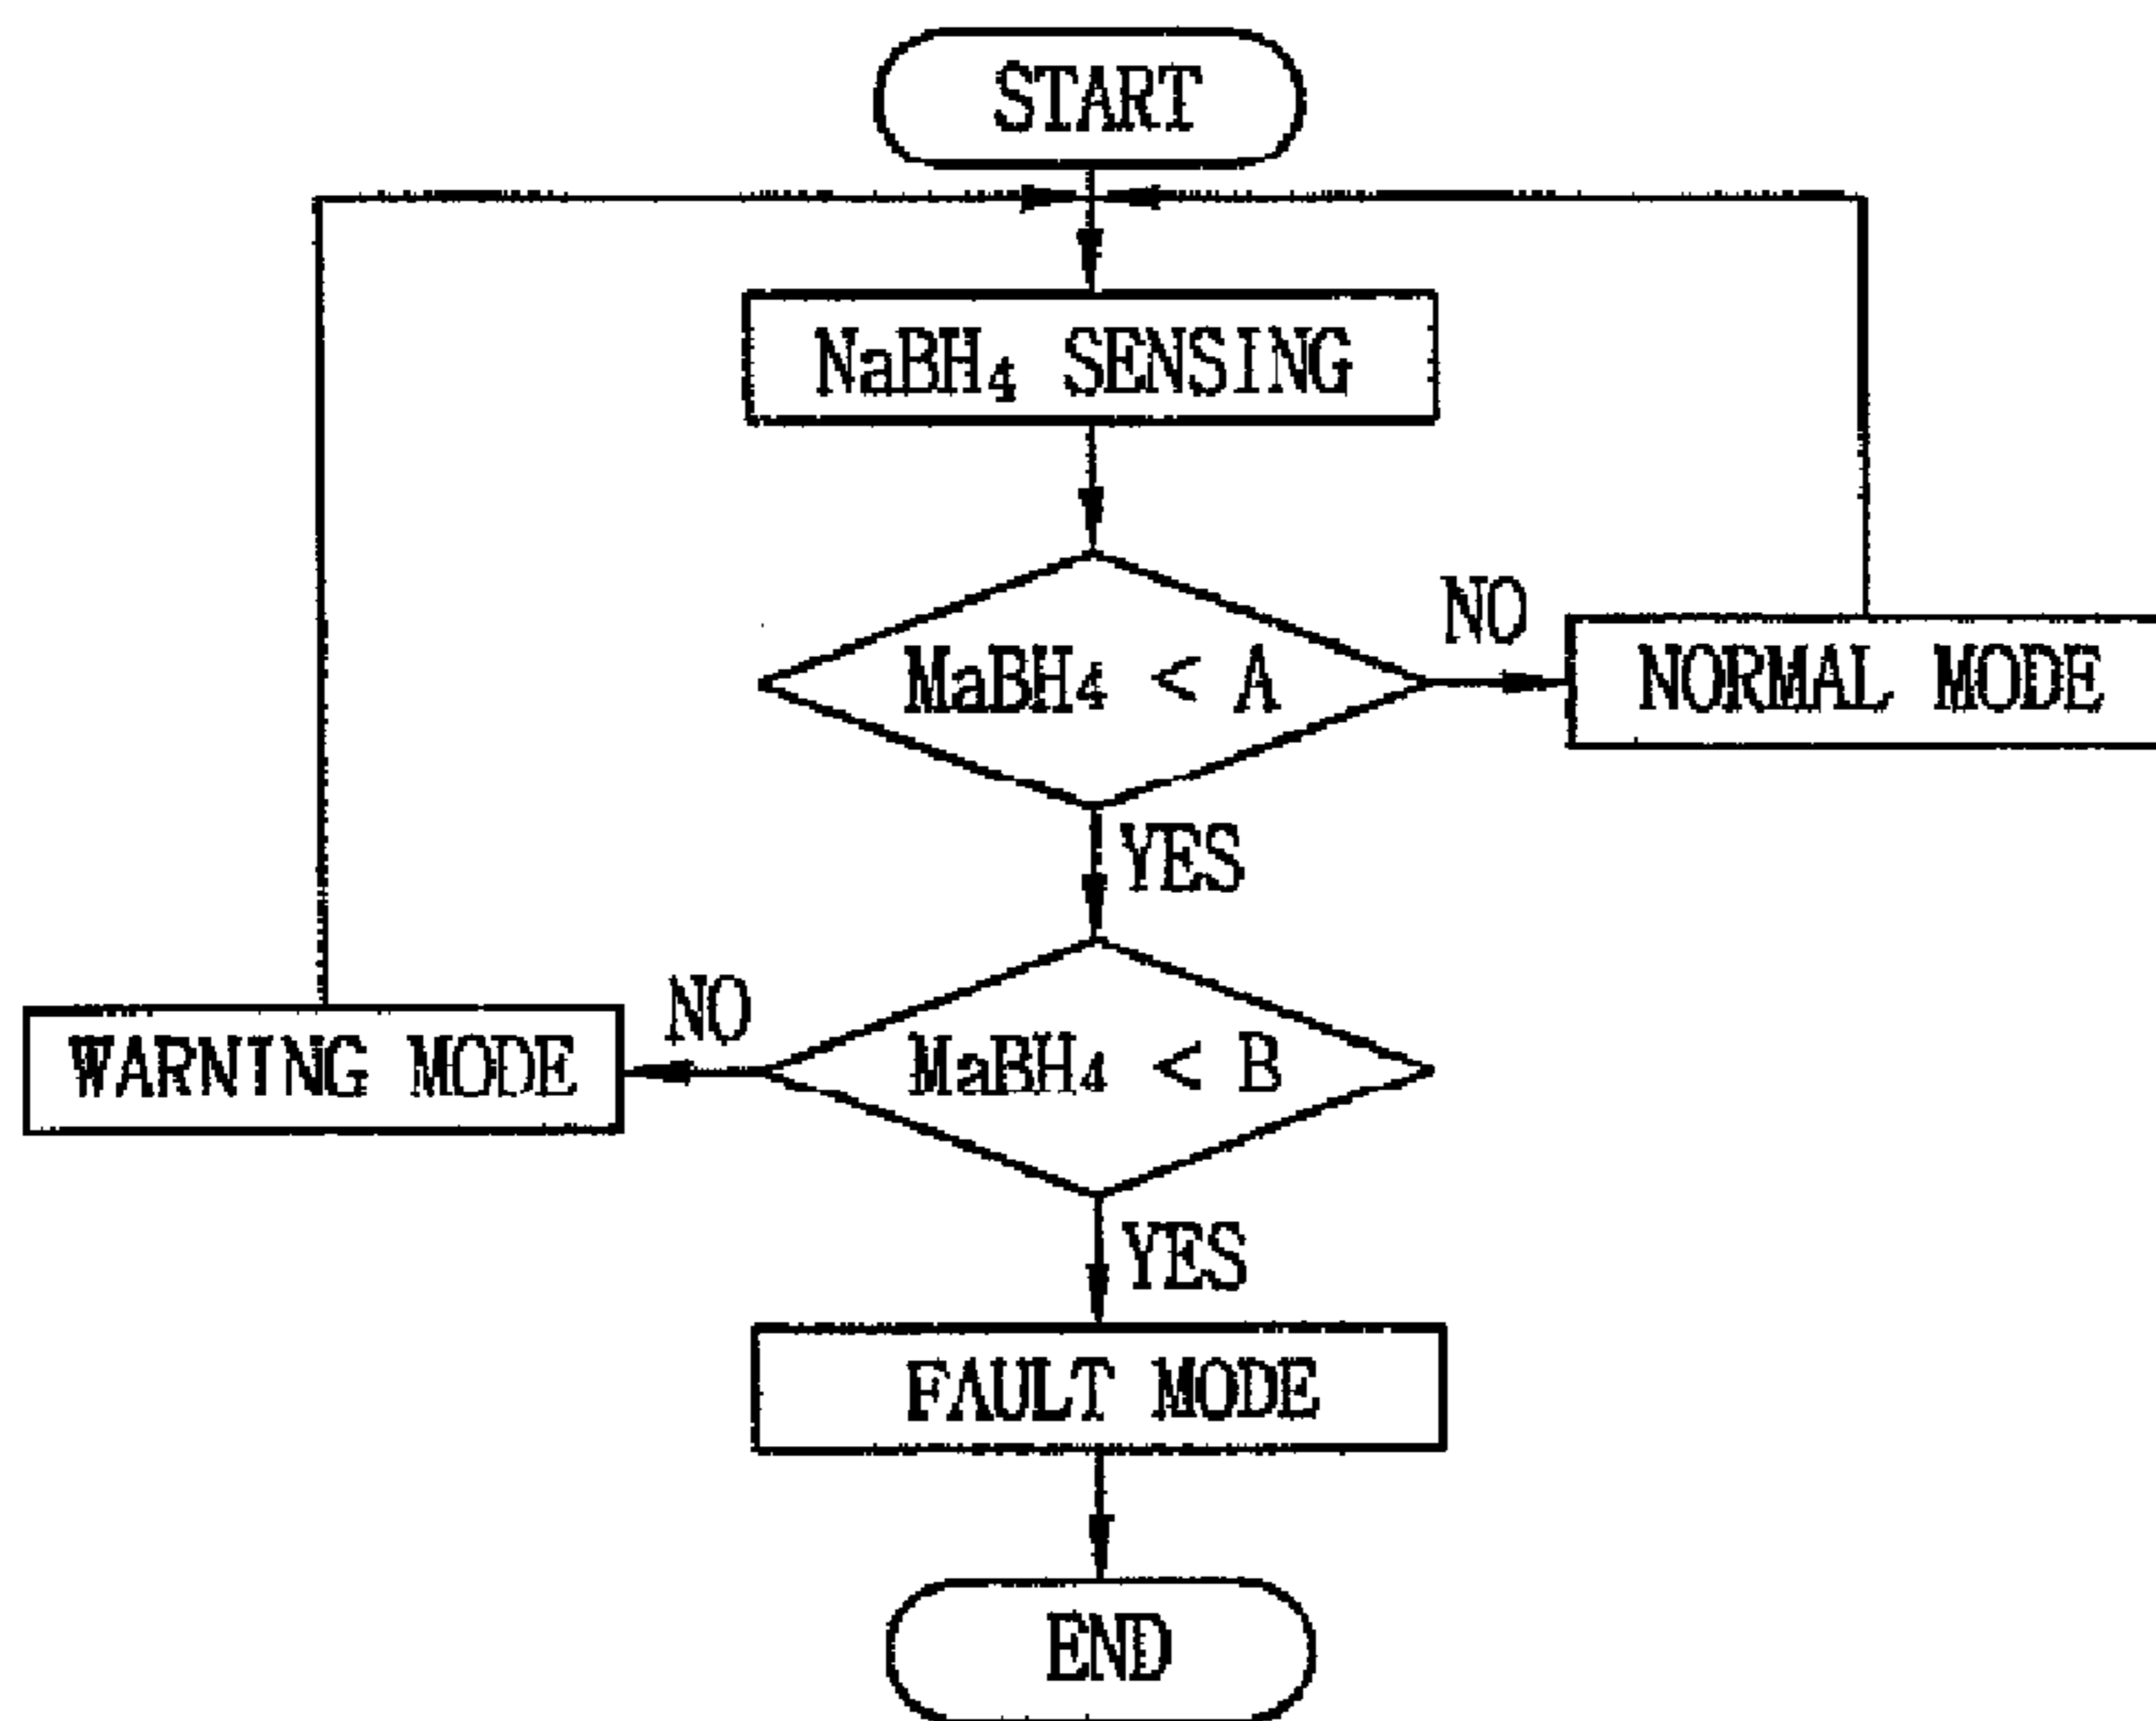 START
NaBH₄ SENSING
MaBH₄ < A
NO
NORMAL MODE
YES
WARNING MODE
NO
MaBH₄ < B
YES
FAULT MODE
END